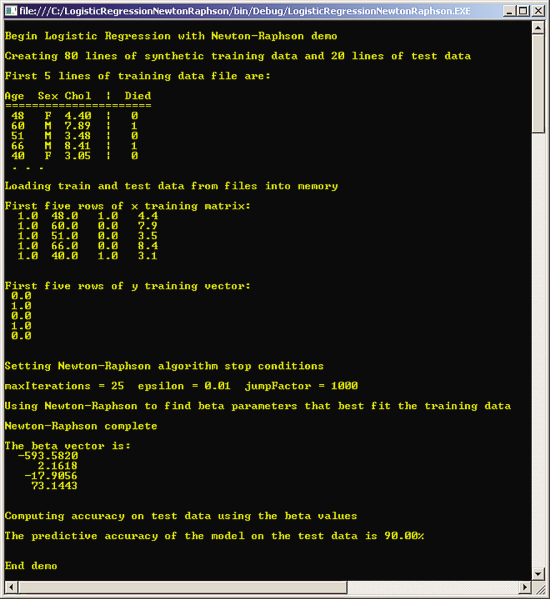 file:///C:/LogisticRegressionNewtonRaphson/bin/Debug/LogisticRegressionNewtonRaphson.EXE
Begin Logistic Regression with Newton-Raphson demo
Creating 80 lines of synthetic training data and 20 lines of test data
First 5 lines of training data file are:
Age Sex Chol | Died
=======================
48 F 4.40 | 0
60 M 7.89 | 1
51 M 3.48 | 0
66 M 8.41 | 1
40 F 3.05 | 0
. . .
Loading train and test data from files into memory
First five rows of x training matrix:
1.0 48.0 1.0 4.4
1.0 60.0 0.0 7.9
1.0 51.0 0.0 3.5
1.0 66.0 0.0 8.4
1.0 40.0 1.0 3.1
First five rows of y training vector:
0.0
1.0
0.0
1.0
0.0
Setting Newton-Raphson algorithm stop conditions
maxIterations = 25 epsilon = 0.01 jumpFactor = 1000
Using Newton-Raphson to find beta parameters that best fit the training data
Newton-Raphson complete
The beta vector is:
-593.5820
2.1618
-17.9056
73.1443
Computing accuracy on test data using the beta values
The predictive accuracy of the model on the test data is 90.00%
End demo